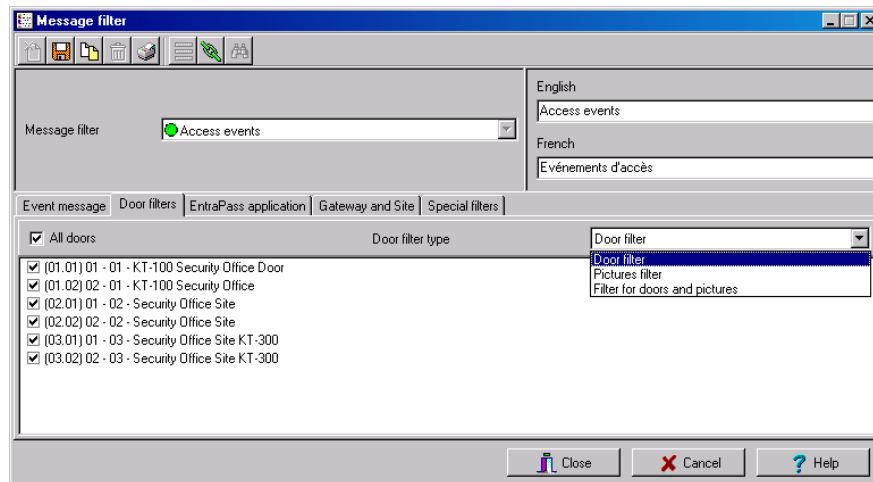 Message filter
English
Access events
Message filter
Access events
French
Evénements d'accès
Event message
Door filters
EntraPass application
Gateway and Site
Special filters
All doors
Door filter type
Door filter
Door filter
Pictures filter
Filter for doors and pictures
(01.01) 01 - 01 - KT-100 Security Office Door
(01.02) 02 - 01 - KT-100 Security Office
(02.01) 01 - 02 - Security Office Site
(02.02) 02 - 02 - Security Office Site
(03.01) 01 - 03 - Security Office Site KT-300
(03.02) 02 - 03 - Security Office Site KT-300
Close
Cancel
Help